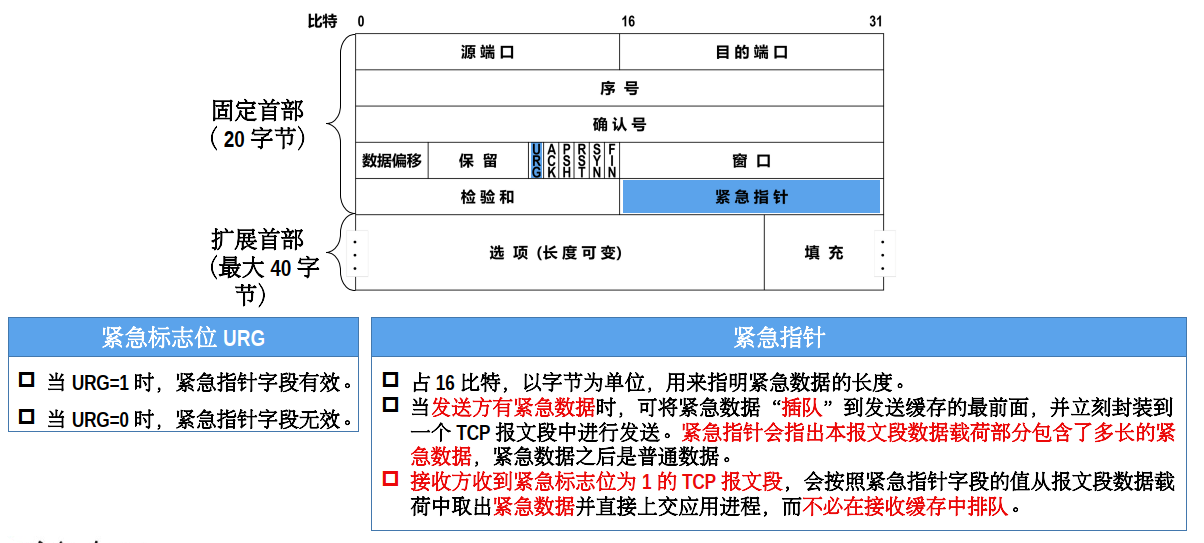 比特 0 16 31
源端口 目的端口
序号
固定首部
（20字节）
确认号
数据偏移 保留 URG ACK PSH RST SYN FIN 窗口
检验和 紧急指针
扩展首部
（最大 40 字
节）
选项（长度可变） 填充
紧急标志位 URG
当 URG=1 时，紧急指针字段有效。
当 URG=0 时，紧急指针字段无效。
紧急指针
占 16 比特，以字节为单位，用来指明紧急数据的长度。
当发送方有紧急数据时，可将紧急数据“插队”到发送缓存的最前面，并立刻封装到
一个 TCP 报文段中进行发送。紧急指针会指出本报文段数据载荷部分包含了多长的紧
急数据，紧急数据之后是普通数据。
接收方收到紧急标志位为 1 的 TCP 报文段，会按照紧急指针字段的值从报文段数据载
荷中取出紧急数据并直接上交应用进程，而不必在接收缓存中排队。